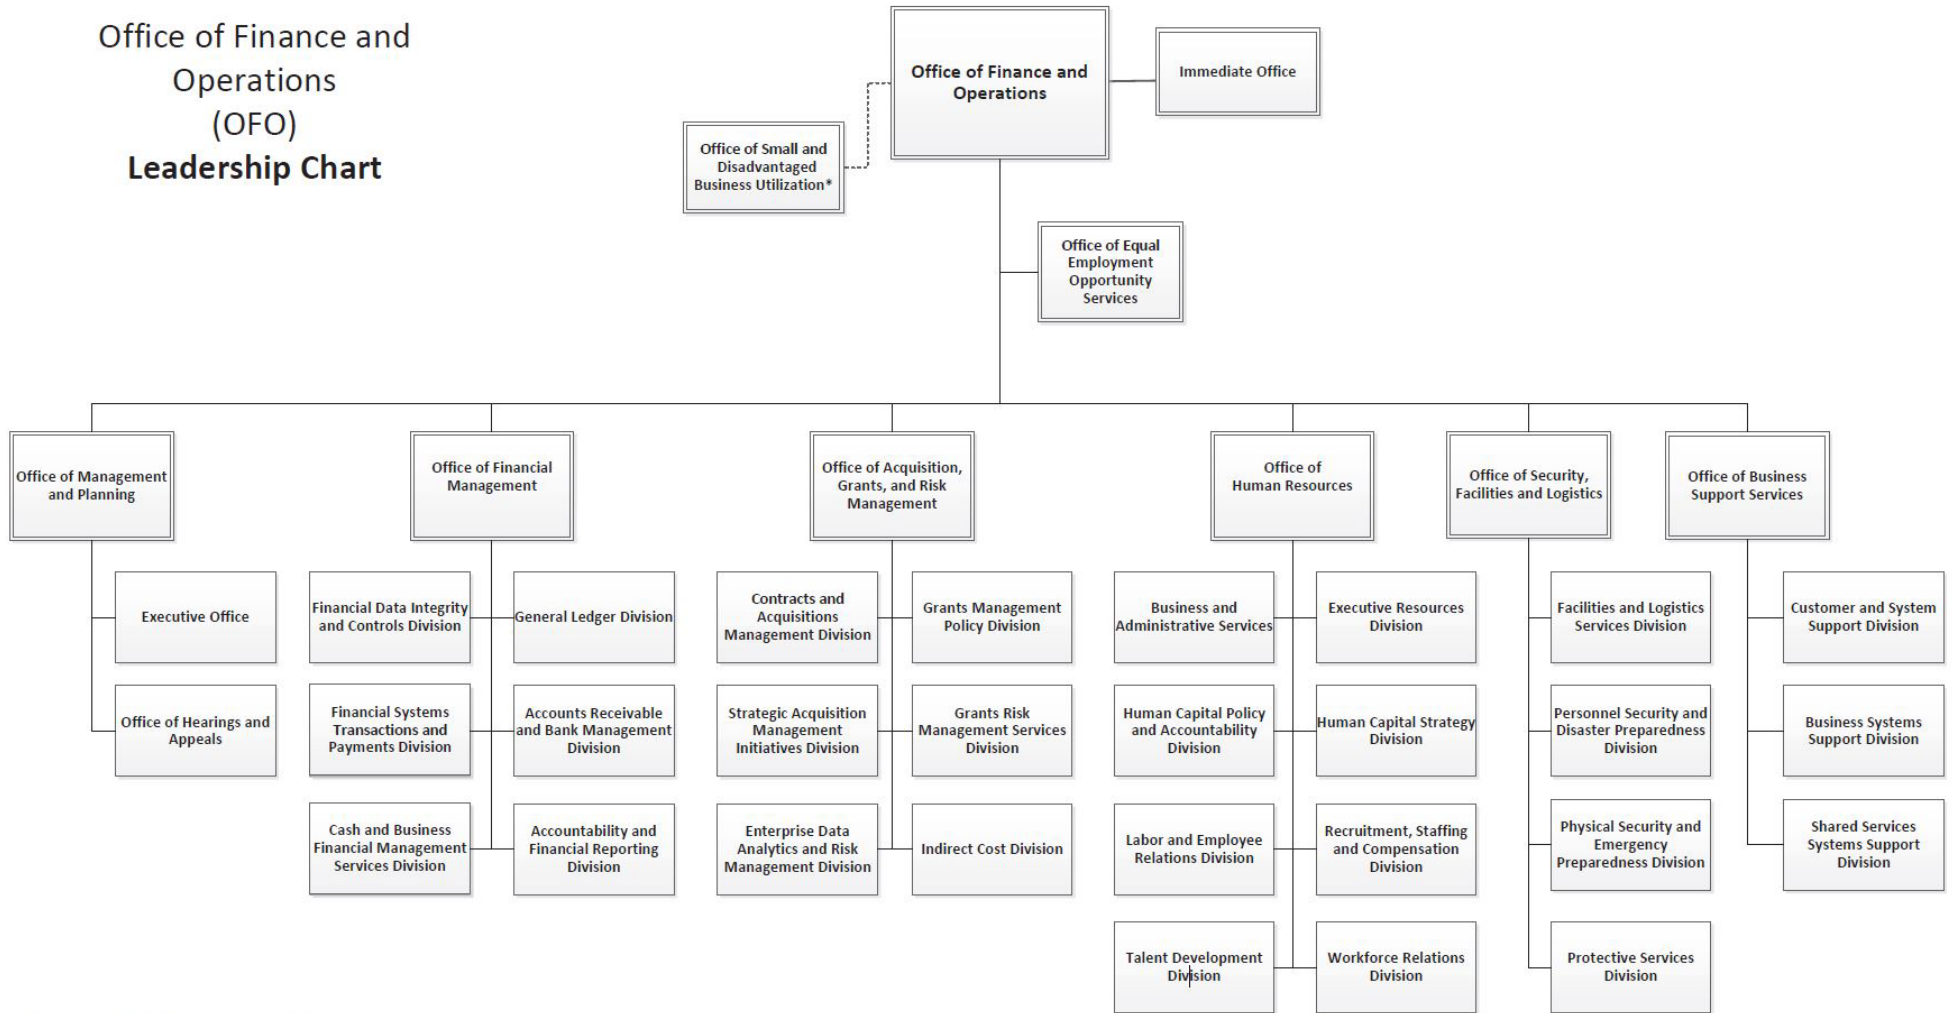 Office of Finance and
Operations
(OFO)
Leadership Chart
Office of Finance and
Operations
Immediate Office
Office of Small and
Disadvantaged
Business Utilization*
Office of Equal
Employment
Opportunity
Services
Office of Management
and Planning
Office of Financial
Management
Office of Acquisition,
Grants, and Risk
Management
Office of
Human Resources
Office of Security,
Facilities and Logistics
Office of Business
Support Services
Executive Office
Financial Data Integrity
and Controls Division
General Ledger Division
Contracts and
Acquisitions
Management Division
Grants Management
Policy Division
Business and
Administrative Services
Executive Resources
Division
Facilities and Logistics
Services Division
Customer and System
Support Division
Office of Hearings and
Appeals
Financial Systems
Transactions and
Payments Division
Accounts Receivable
and Bank Management
Division
Strategic Acquisition
Management
Initiatives Division
Grants Risk
Management Services
Division
Human Capital Policy
and Accountability
Division
Human Capital Strategy
Division
Personnel Security and
Disaster Preparedness
Division
Business Systems
Support Division
Cash and Business
Financial Management
Services Division
Accountability and
Financial Reporting
Division
Enterprise Data
Analytics and Risk
Management Division
Indirect Cost Division
Labor and Employee
Relations Division
Recruitment, Staffing
and Compensation
Division
Physical Security and
Emergency
Preparedness Division
Shared Services
Systems Support
Division
Talent Development
Division
Workforce Relations
Division
Protective Services
Division